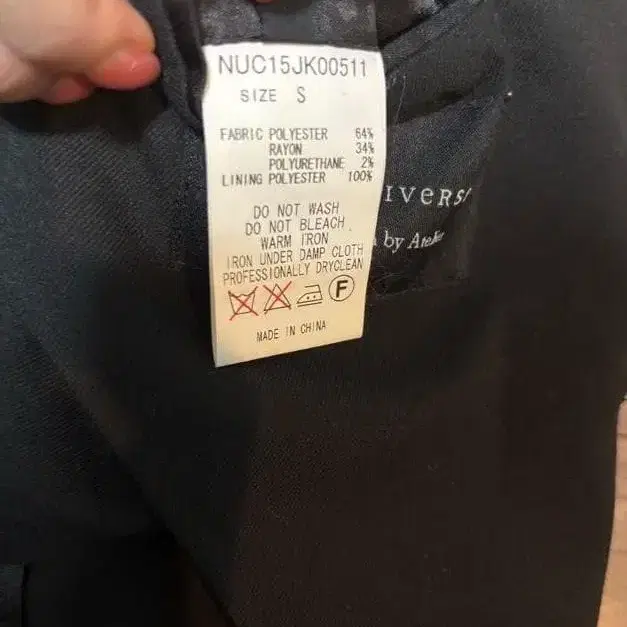 NUC15JK00511
SIZE S
FABRIC POLYESTER 64%
RAYON 34%
POLYURETHANE 2%
LINING POLYESTER 100%
DO NOT WASH
DO NOT BLEACH
WARM IRON
IRON UNDER DAMP CLOTH
PROFESSIONALLY DRYCLEAN
F
MADE IN CHINA
by Atelier